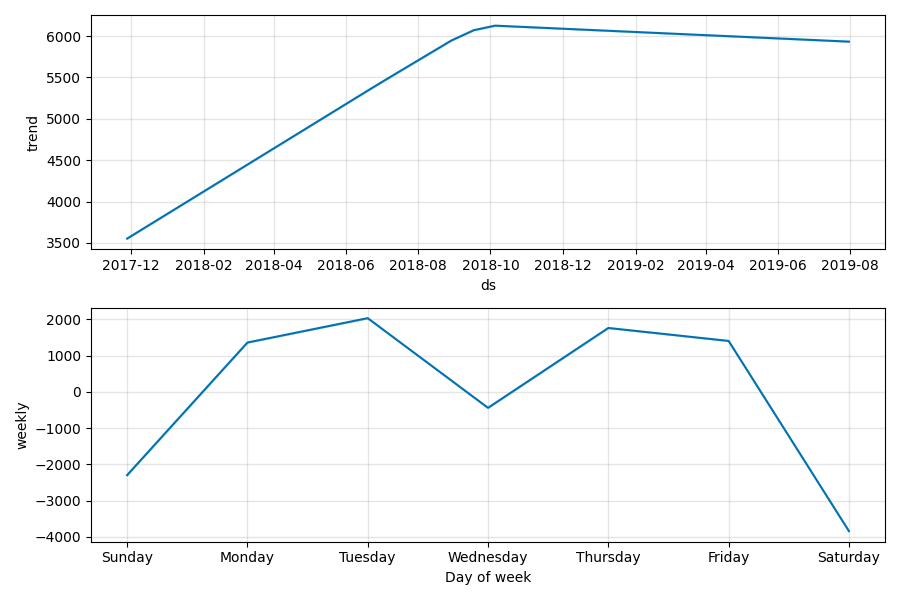 6000
5500
5000
4500
4000
3500
trend
2017-12 2018-02 2018-04 2018-06 2018-08 2018-10 2018-12 2019-02 2019-04 2019-06 2019-08
ds
2000
1000
0
−1000
−2000
−3000
−4000
weekly
Sunday Monday Tuesday Wednesday Thursday Friday Saturday
Day of week